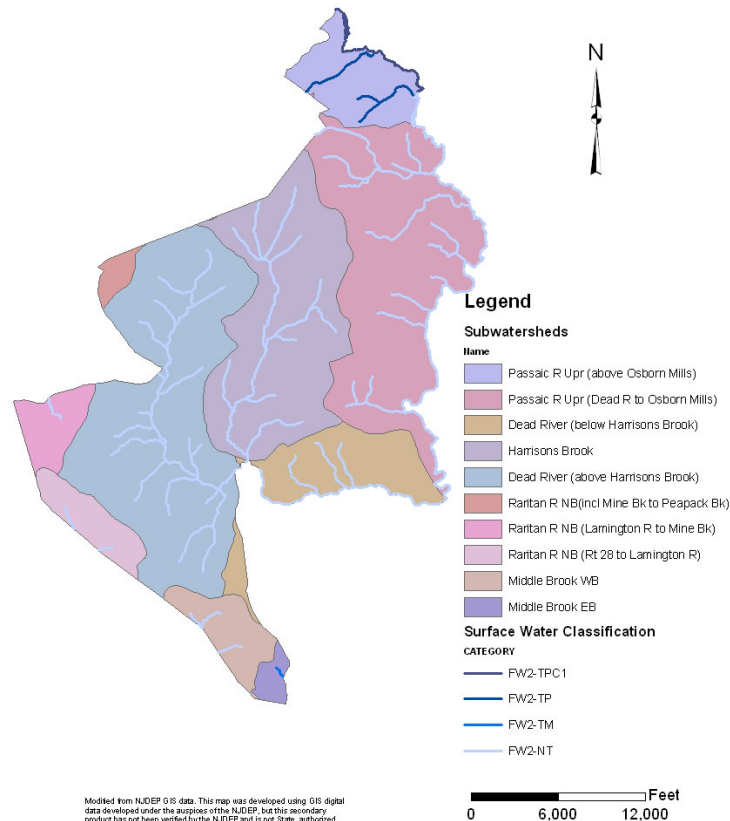 N
Legend
Subwatersheds
Name
Passaic R Upr (above Osborn Mills)
Passaic R Upr (Dead R to Osborn Mills)
Dead River (below Harrisons Brook)
Harrisons Brook
Dead River (above Harrisons Brook)
Raritan R NB(incl Mine Bk to Peapack Bk)
Raritan R NB (Lamington R to Mine Bk)
Raritan R NB (Rt 28 to Lamington R)
Middle Brook WB
Middle Brook EB
Surface Water Classification
CATEGORY
FW2-TPC1
FW2-TP
FW2-TM
FW2-NT
Feet
0 6,000 12,000
Modified from NJDEP GIS data. This map was developed using GIS digital
data developed under the auspices of the NJDEP, but this secondary
product has not been verified by the NJDEP and is not State authorized